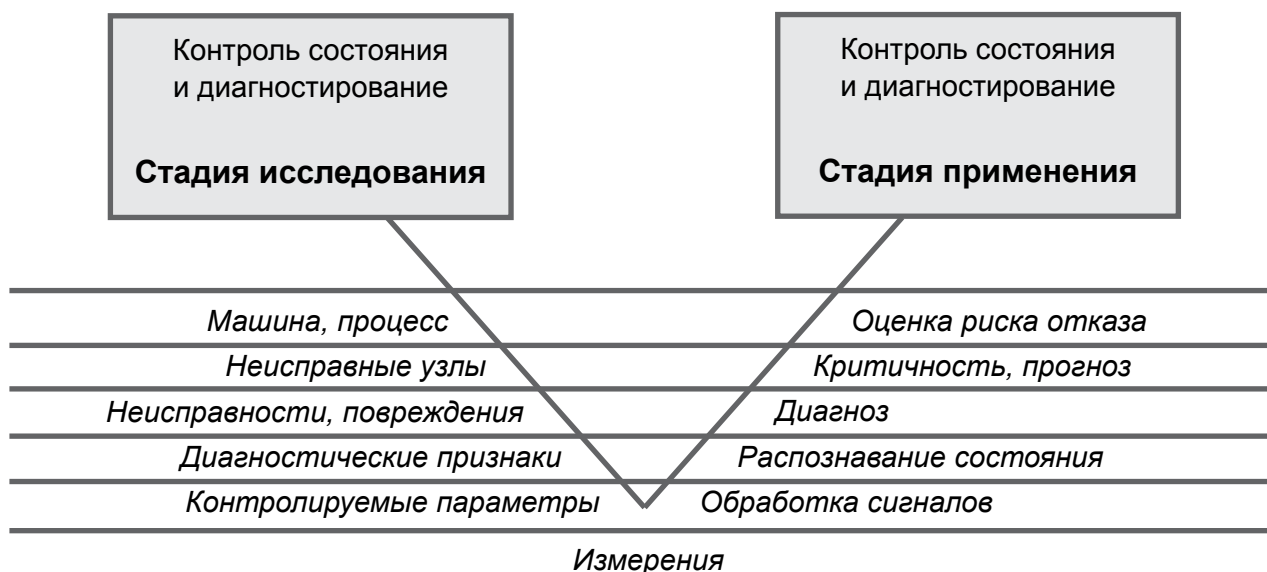 Контроль состояния
и диагностирование
Стадия исследования
Контроль состояния
и диагностирование
Стадия применения
Машина, процесс
Оценка риска отказа
Неисправные узлы
Критичность, прогноз
Неисправности, повреждения
Диагноз
Диагностические признаки
Распознавание состояния
Контролируемые параметры
Обработка сигналов
Измерения